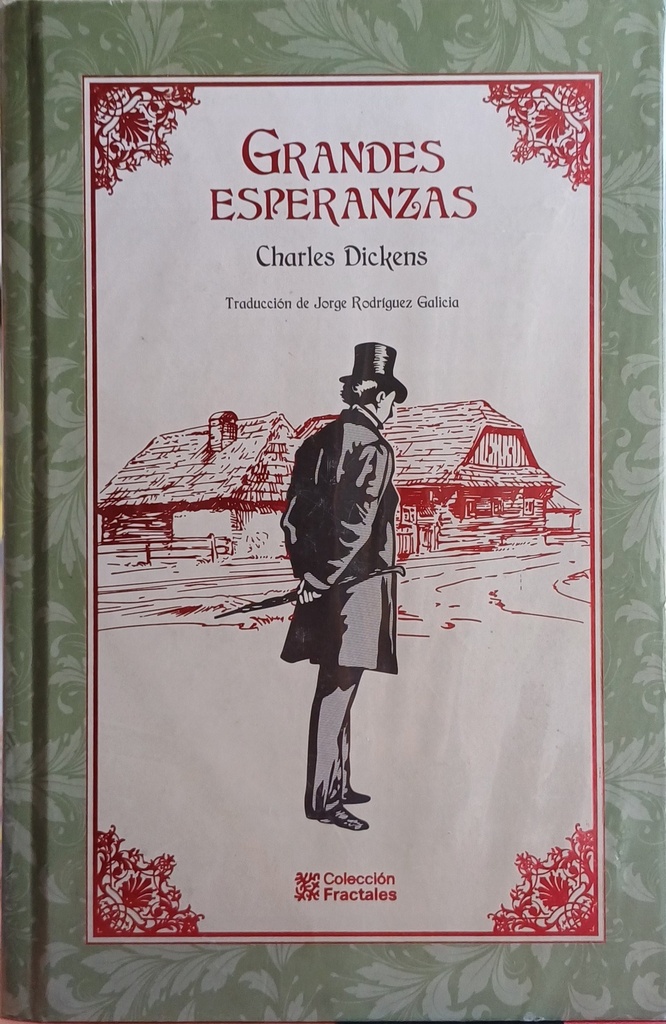 GRANDES
ESPERANZAS
Charles Dickens
Traducción de Jorge Rodríguez Galicia
Colección
Fractales